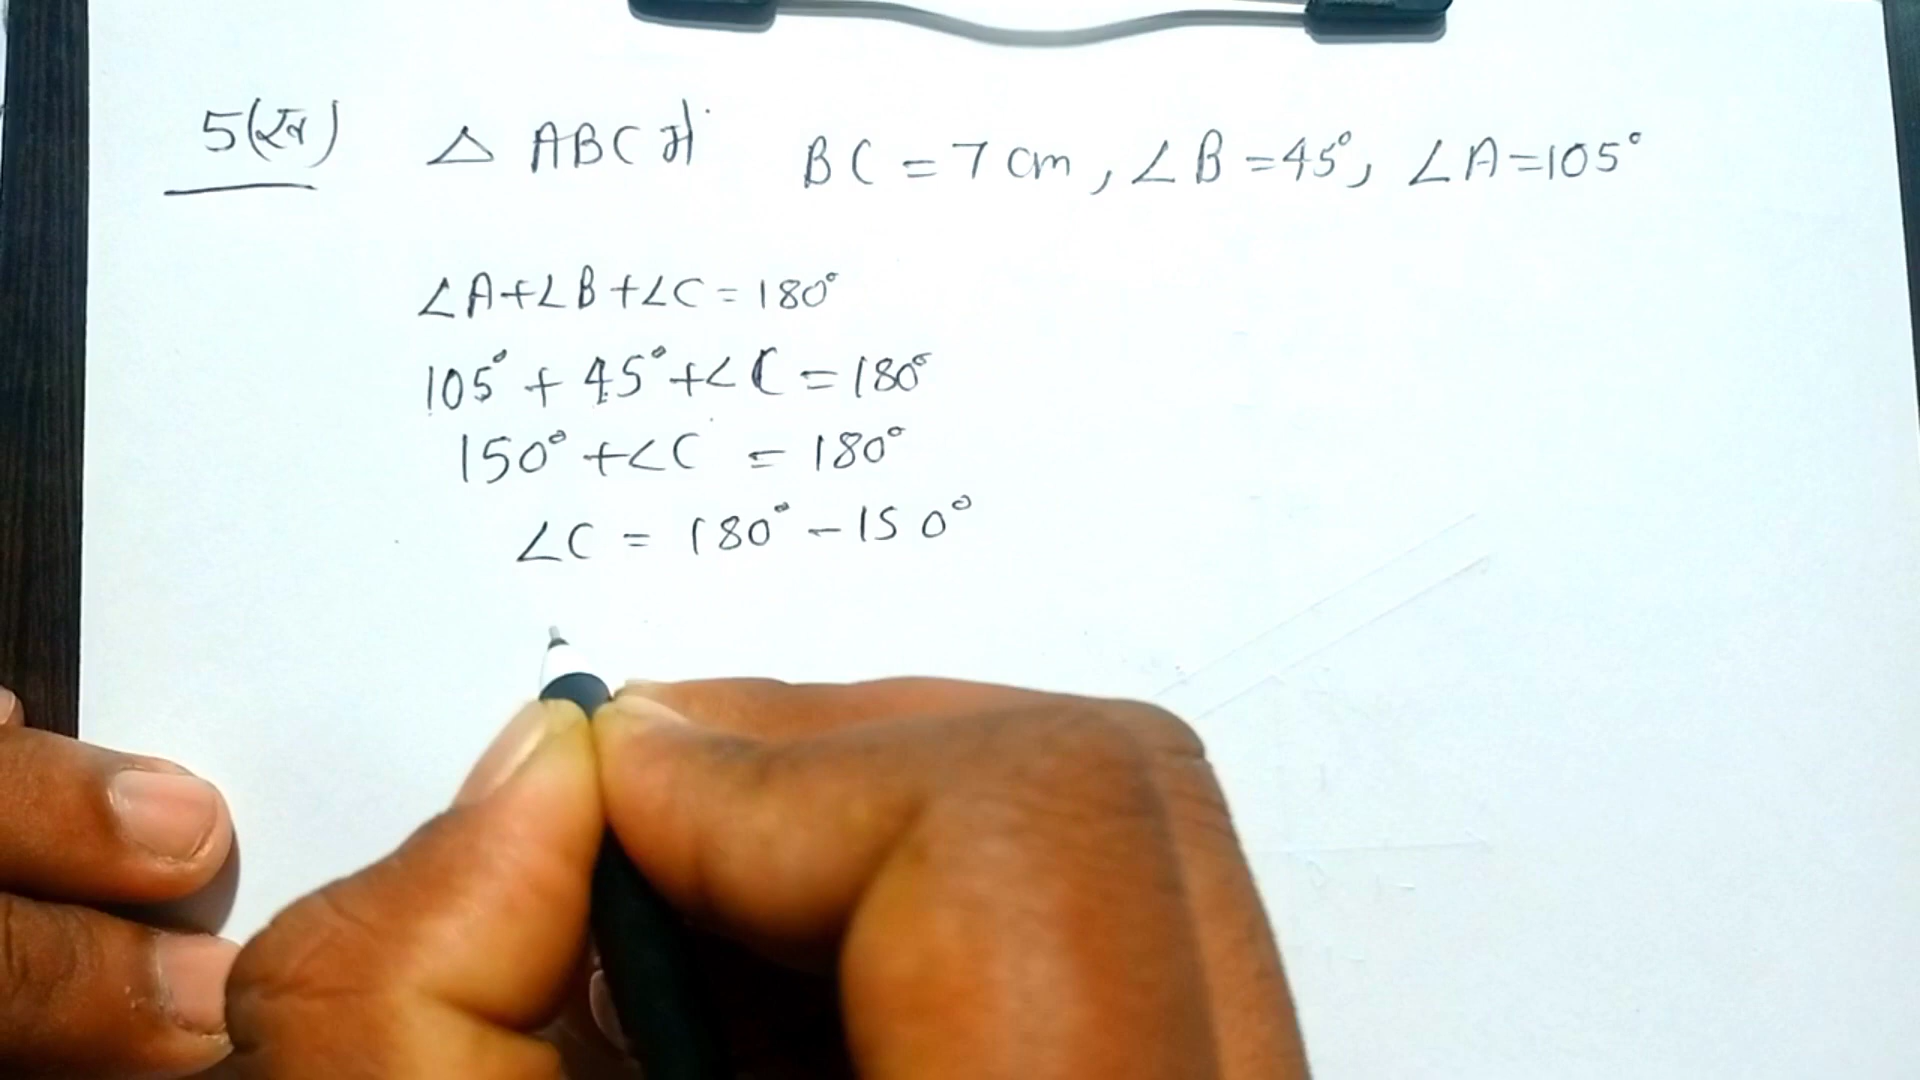 5(ख) △ ABC में BC = 7 cm, ∠B = 45°, ∠A = 105°
∠A + ∠B + ∠C = 180°
105° + 45° + ∠C = 180°
150° + ∠C = 180°
∠C = 180° - 150°